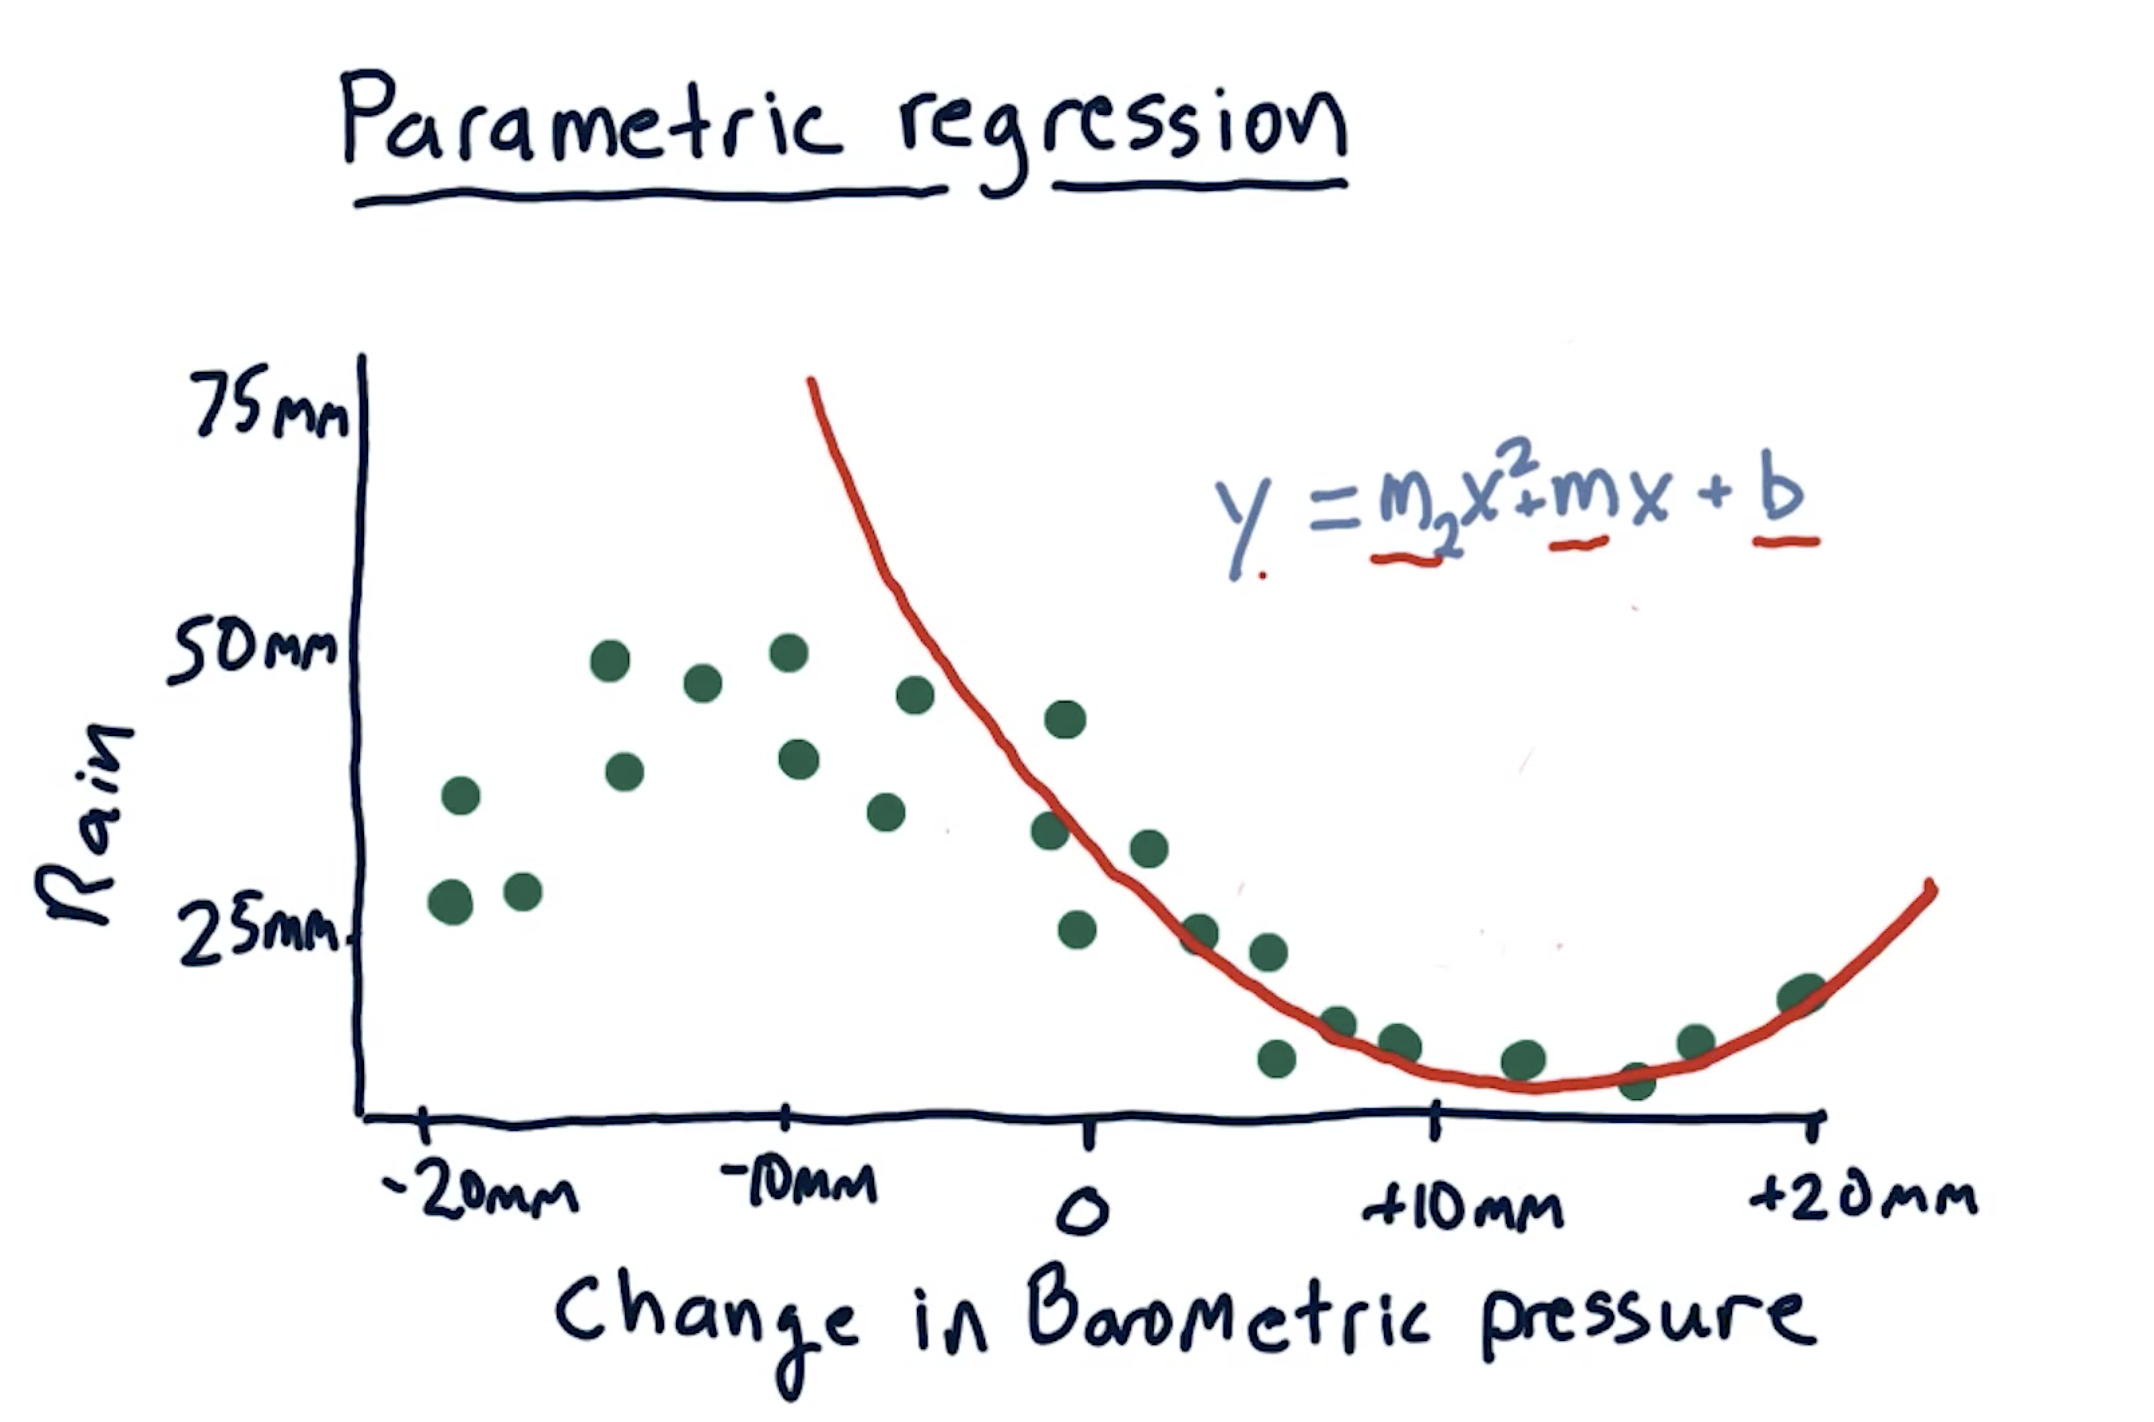 Parametric regression
75mm
y = m₂x²+mx + b
50mm
Rain
25mm
-20mm -10mm 0 +10mm +20mm
Change in Barometric pressure